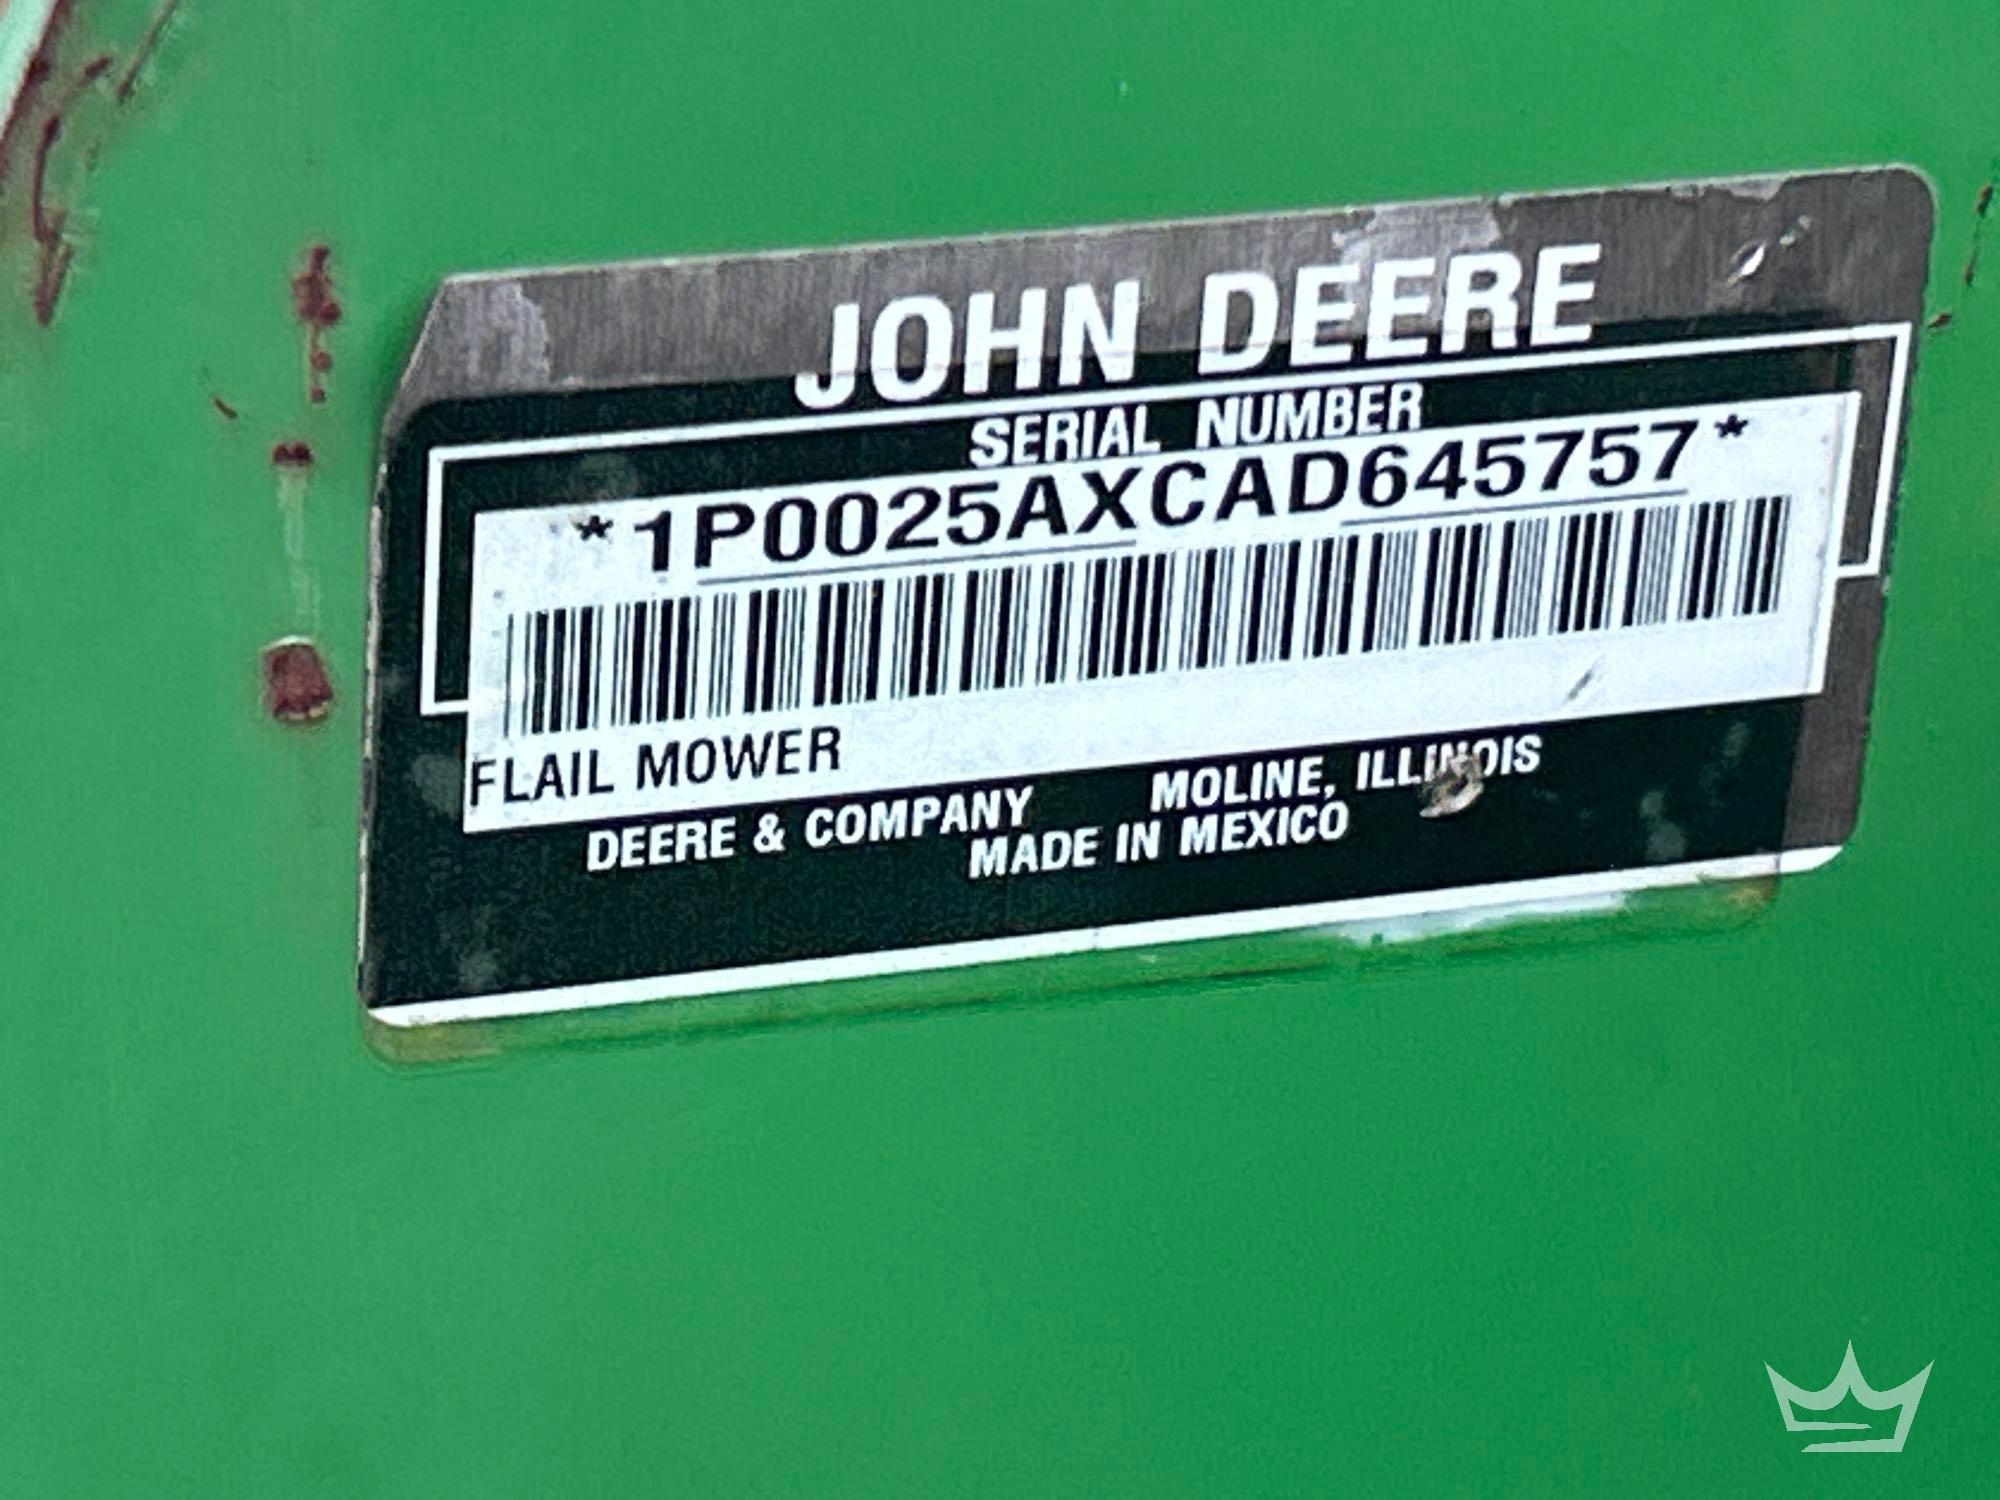 JOHN DEERE
SERIAL NUMBER
*1P0025AXCAD645757*
FLAIL MOWER
DEERE & COMPANY MOLINE, ILLINOIS
MADE IN MEXICO